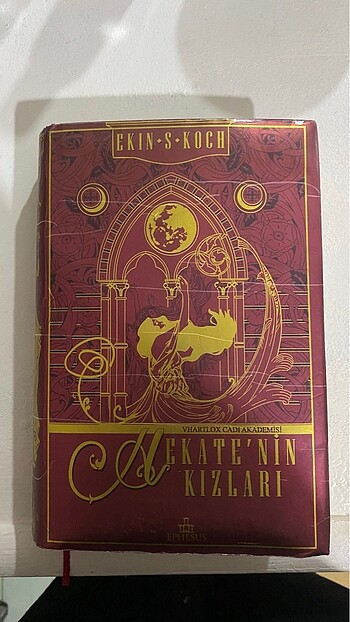 EKIN·S·KOCH
VHARTLOX CADI AKADEMİSİ
HEKATE'NİN
KIZLARI
EPHESUS